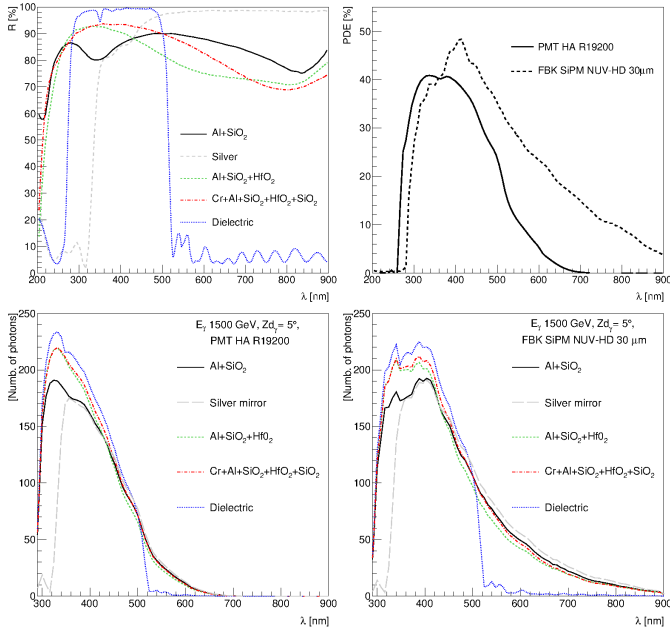 R [%]
100
90
80
70
60
50
40
30
20
10
0
200 300 400 500 600 700 800 900
λ [nm]
Al+SiO2
Silver
Al+SiO2+HfO2
Cr+Al+SiO2+HfO2+SiO2
Dielectric
PDE [%]
50
40
30
20
10
0
200 300 400 500 600 700 800 900
λ [nm]
PMT HA R19200
FBK SiPM NUV-HD 30μm
[Numb. of photons]
250
200
150
100
50
0
300 400 500 600 700 800 900
λ [nm]
Eγ 1500 GeV, Zdγ= 5°,
PMT HA R19200
Al+SiO2
Silver mirror
Al+SiO2+Hf02
Cr+Al+SiO2+HfO2+SiO2
Dielectric
[Numb. of photons]
250
200
150
100
50
0
300 400 500 600 700 800 900
λ [nm]
Eγ 1500 GeV, Zdγ= 5°,
FBK SiPM NUV-HD 30 μm
Al+SiO2
Silver mirror
Al+SiO2+Hf02
Cr+Al+SiO2+HfO2+SiO2
Dielectric